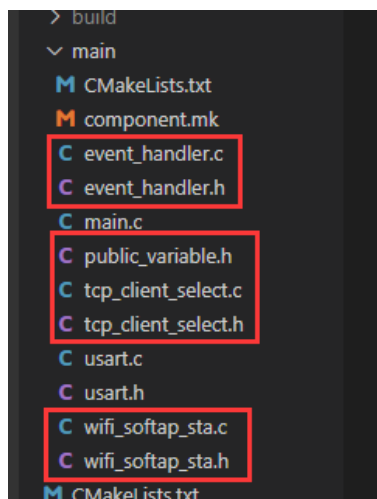 build
main
M CMakeLists.txt
M component.mk
C event_handler.c
C event_handler.h
C main.c
C public_variable.h
C tcp_client_select.c
C tcp_client_select.h
C usart.c
C usart.h
C wifi_softap_sta.c
C wifi_softap_sta.h
M CMakeLists.txt